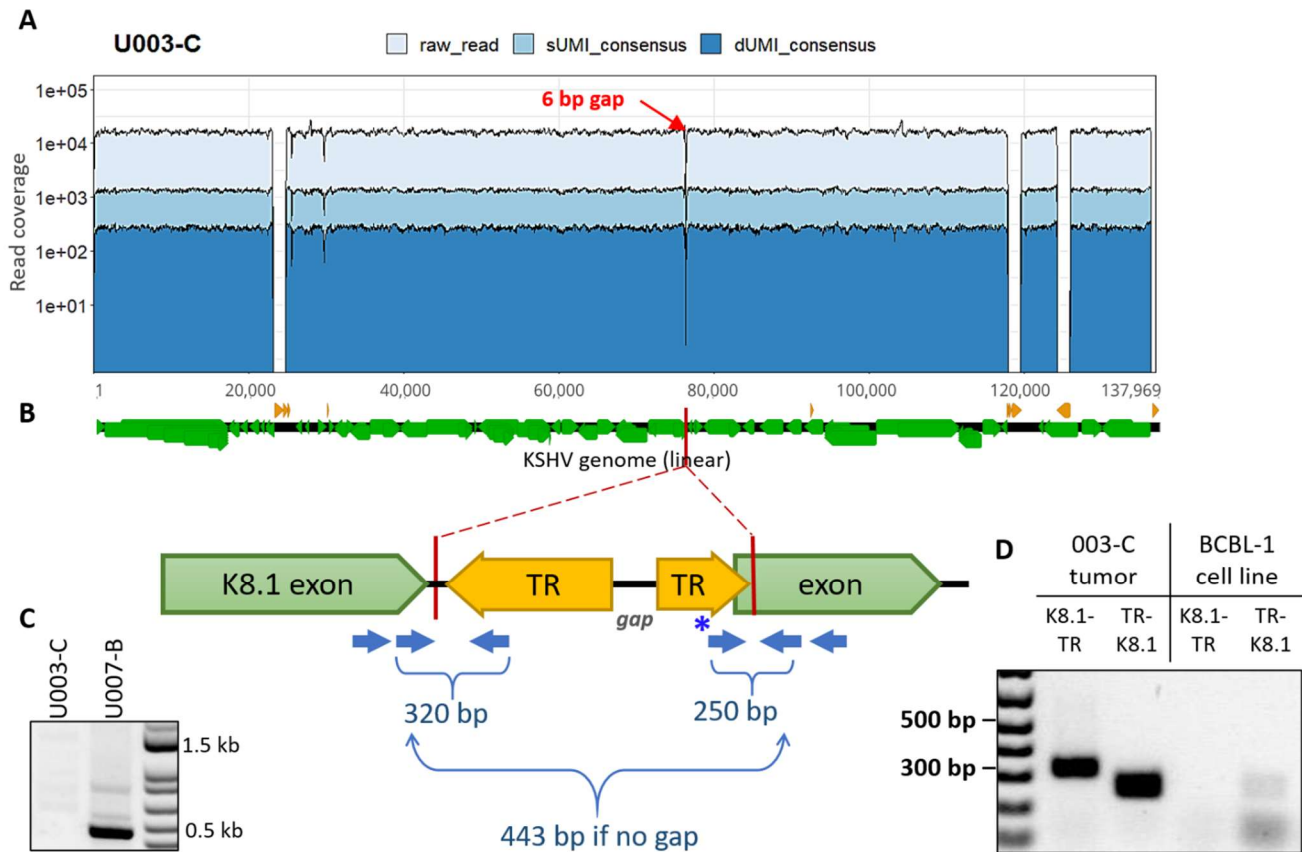 A
U003-C
raw_read
sUMI_consensus
dUMI_consensus
Read coverage
1e+05
1e+04
1e+03
1e+02
1e+01
6 bp gap
1
20,000
40,000
60,000
80,000
100,000
120,000
137,969
B
KSHV genome (linear)
K8.1 exon
TR
gap
TR
exon
*
320 bp
250 bp
443 bp if no gap
C
U003-C
U007-B
1.5 kb
0.5 kb
D
003-C
tumor
BCBL-1
cell line
K8.1-
TR
TR-
K8.1
K8.1-
TR
TR-
K8.1
500 bp
300 bp